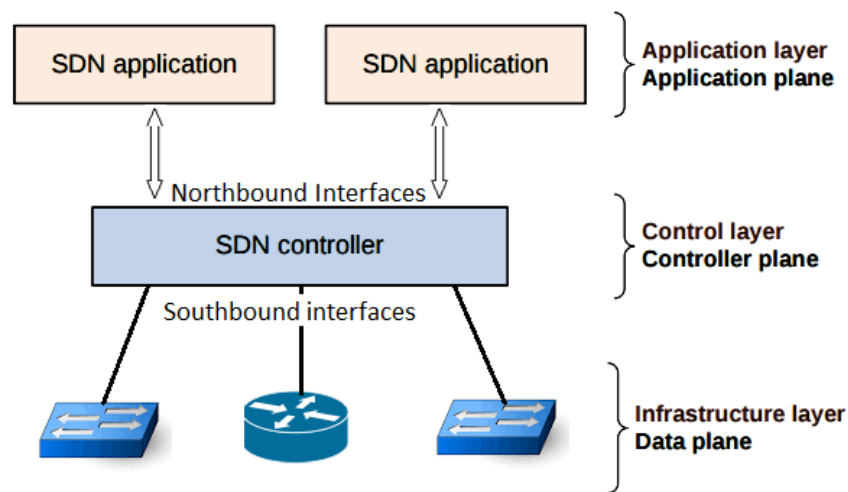 SDN application
SDN application
Application layer
Application plane
Northbound Interfaces
SDN controller
Control layer
Controller plane
Southbound interfaces
Infrastructure layer
Data plane